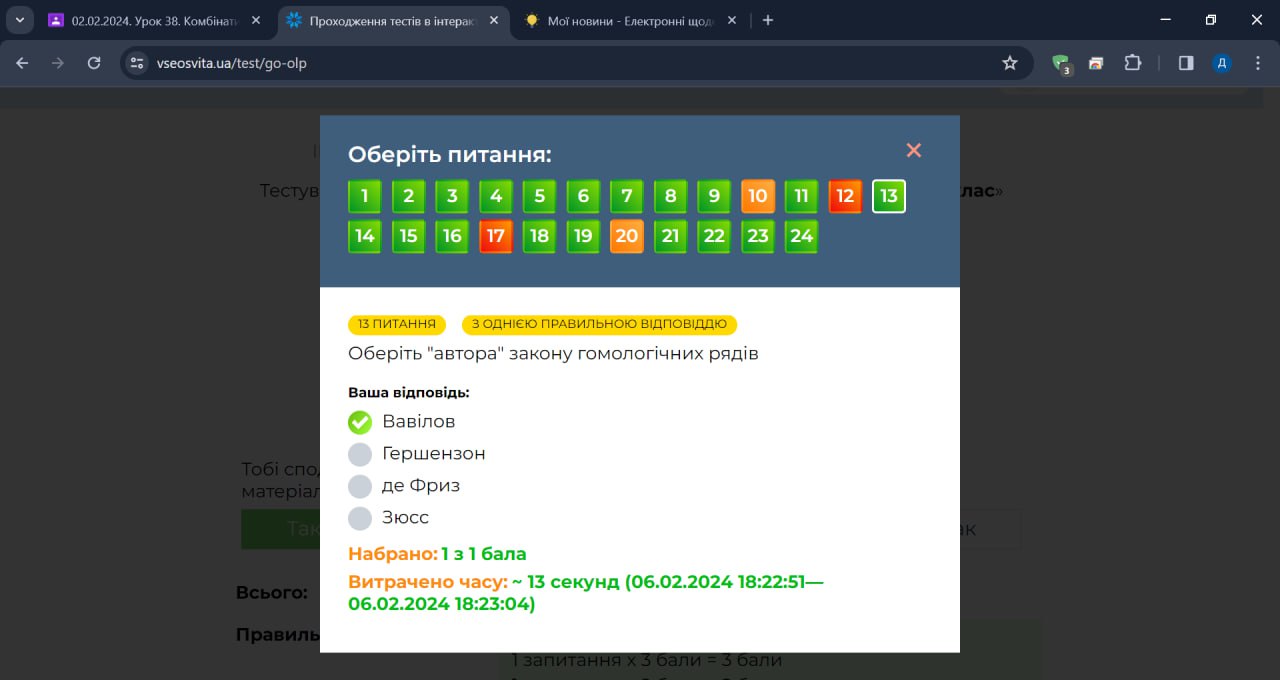 02.02.2024. Урок 38. Комбінати
Проходження тестів в інтеракт
Мої новини - Електронні щод
vseosvita.ua/test/go-olp
3
Д
Оберіть питання:
1 2 3 4 5 6 7 8 9 10 11 12 13
14 15 16 17 18 19 20 21 22 23 24
Тестув
клас»
13 ПИТАННЯ З ОДНІЄЮ ПРАВИЛЬНОЮ ВІДПОВІДДЮ
Оберіть "автора" закону гомологічних рядів
Ваша відповідь:
Вавілов
Гершензон
де Фриз
Зюсс
Набрано: 1 з 1 бала
Витрачено часу: ~ 13 секунд (06.02.2024 18:22:51—
06.02.2024 18:23:04)
Тобі спо
матеріал
Так
ак
Всього:
Правиль
1 запитання x 3 бали = 3 бали